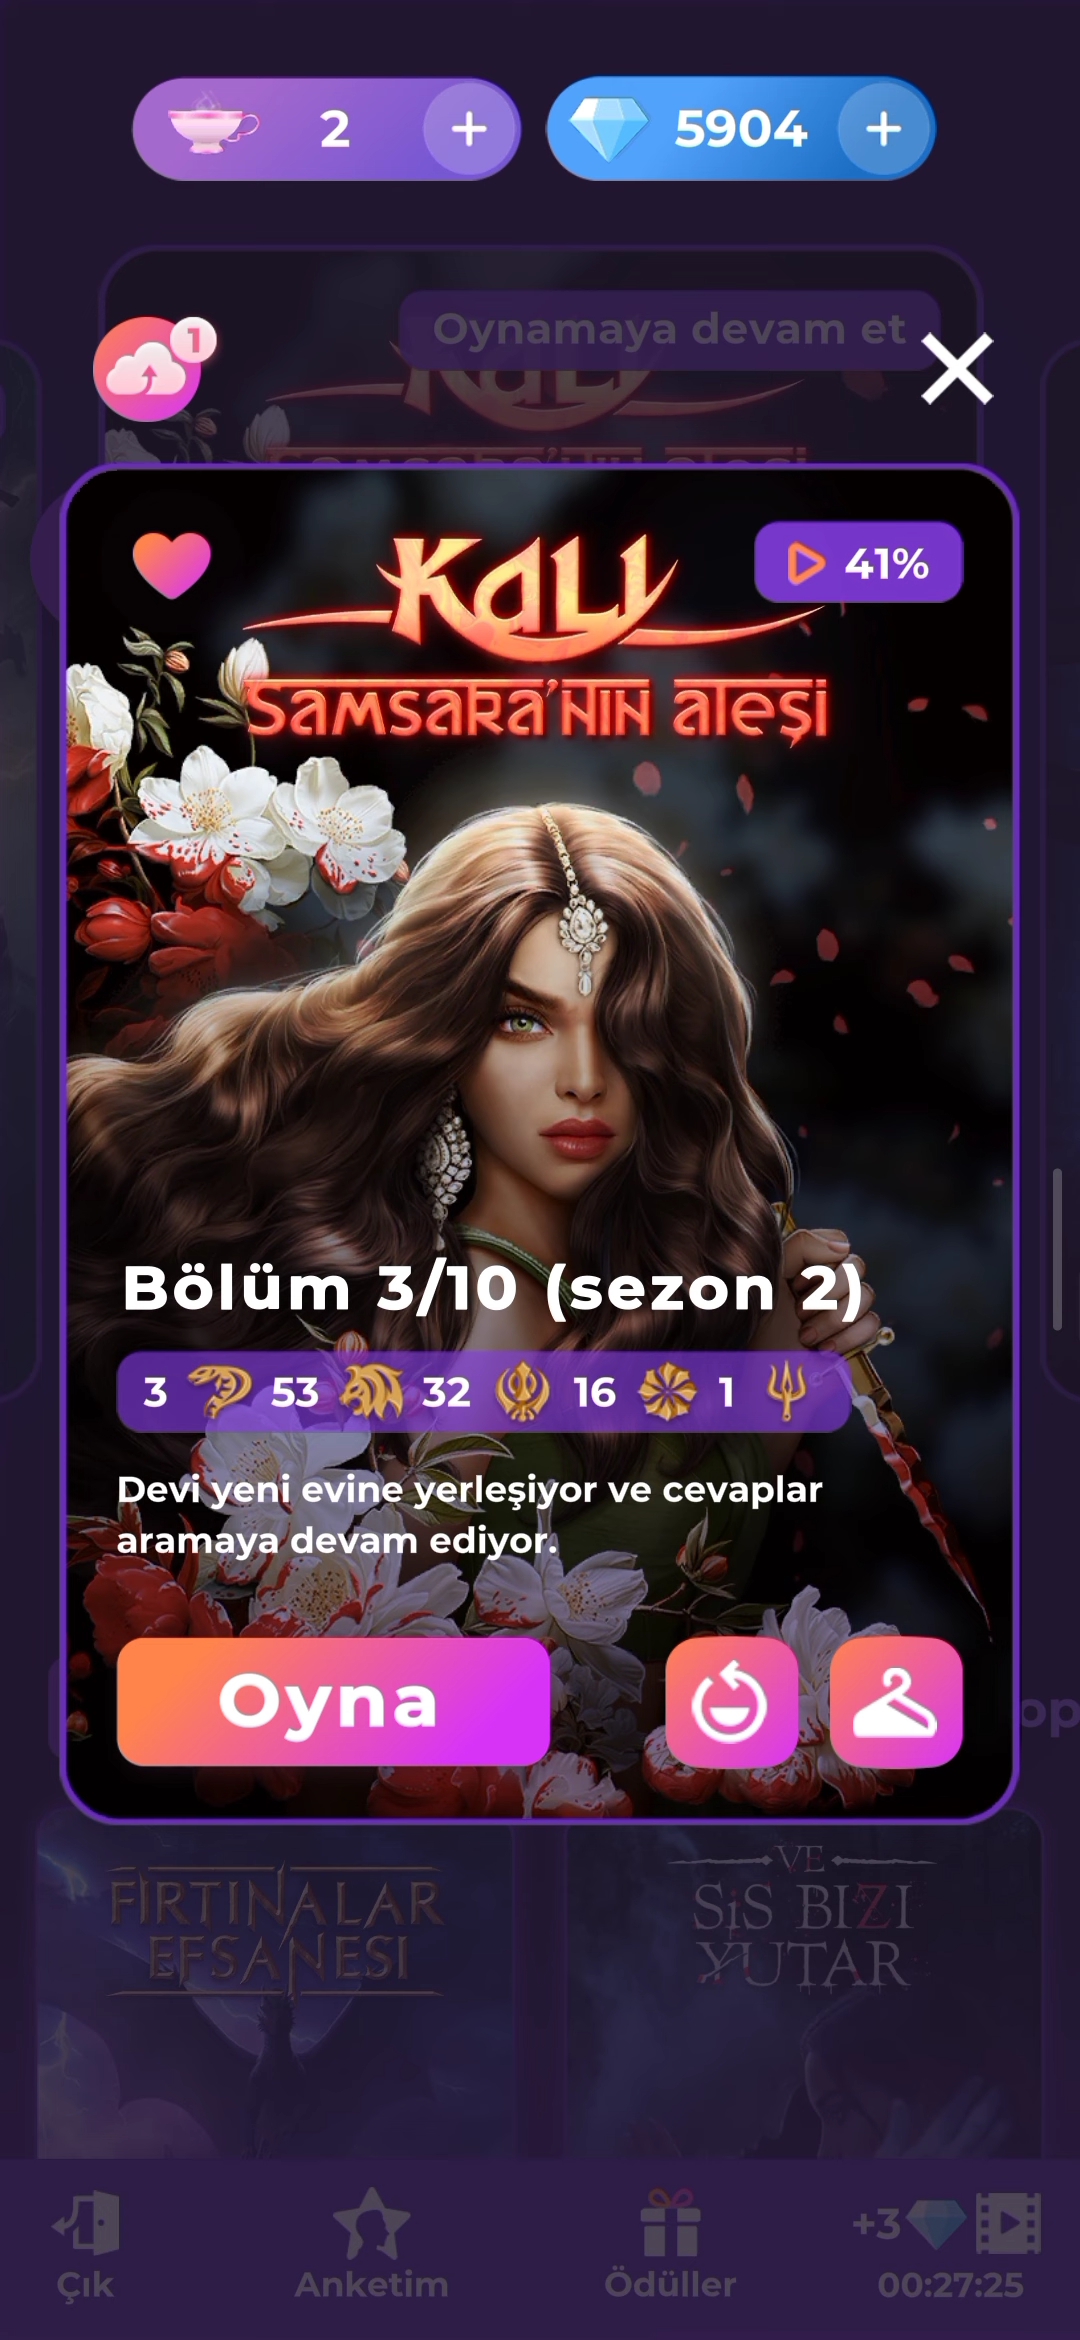 2
5904
Oynamaya devam et
1
Kali
41%
Samsara'nın ateşi
Bölüm 3/10 (sezon 2)
3 53 32 16 1
Devi yeni evine yerleşiyor ve cevaplar
aramaya devam ediyor.
Oyna
FIRTINALAR
EFSANESİ
VE
SİS BIZI
YUTAR
+3
Çık
Anketim
Ödüller
00:27:25